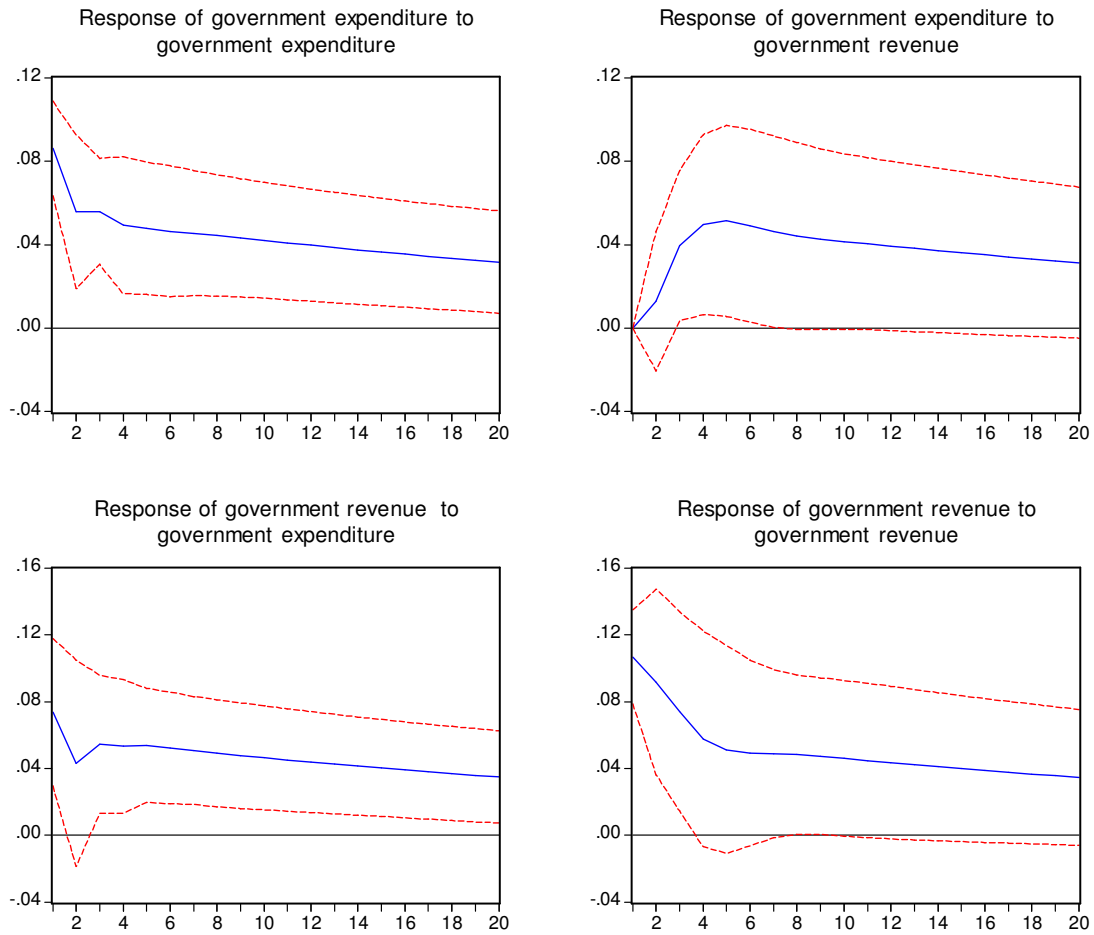 Response of government expenditure to
government expenditure
.12
.08
.04
.00
-.04
2 4 6 8 10 12 14 16 18 20
Response of government expenditure to
government revenue
.12
.08
.04
.00
-.04
2 4 6 8 10 12 14 16 18 20
Response of government revenue to
government expenditure
.16
.12
.08
.04
.00
-.04
2 4 6 8 10 12 14 16 18 20
Response of government revenue to
government revenue
.16
.12
.08
.04
.00
-.04
2 4 6 8 10 12 14 16 18 20